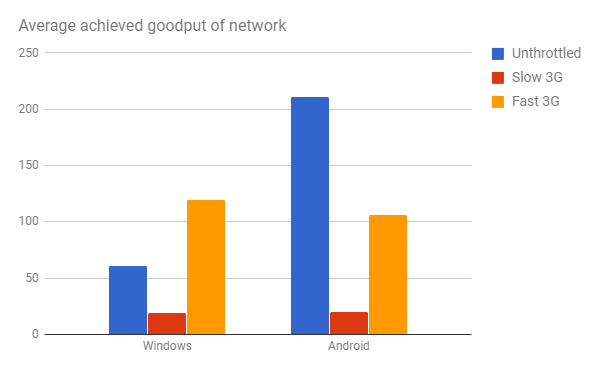 Average achieved goodput of network
250
200
150
100
50
0
Windows
Android
Unthrottled
Slow 3G
Fast 3G